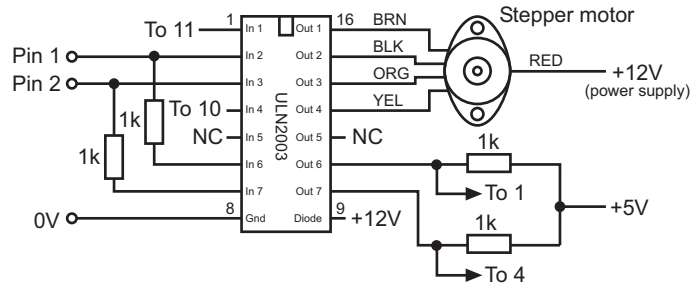 Stepper motor
To 11
1
In 1
Out 1
16
BRN
Pin 1
In 2
Out 2
BLK
RED
+12V
(power supply)
Pin 2
In 3
Out 3
ORG
To 10
In 4
Out 4
YEL
1k
ULN2003
NC
In 5
Out 5
NC
1k
In 6
Out 6
1k
To 1
In 7
Out 7
+5V
0V
8
Gnd
Diode
9
+12V
1k
To 4